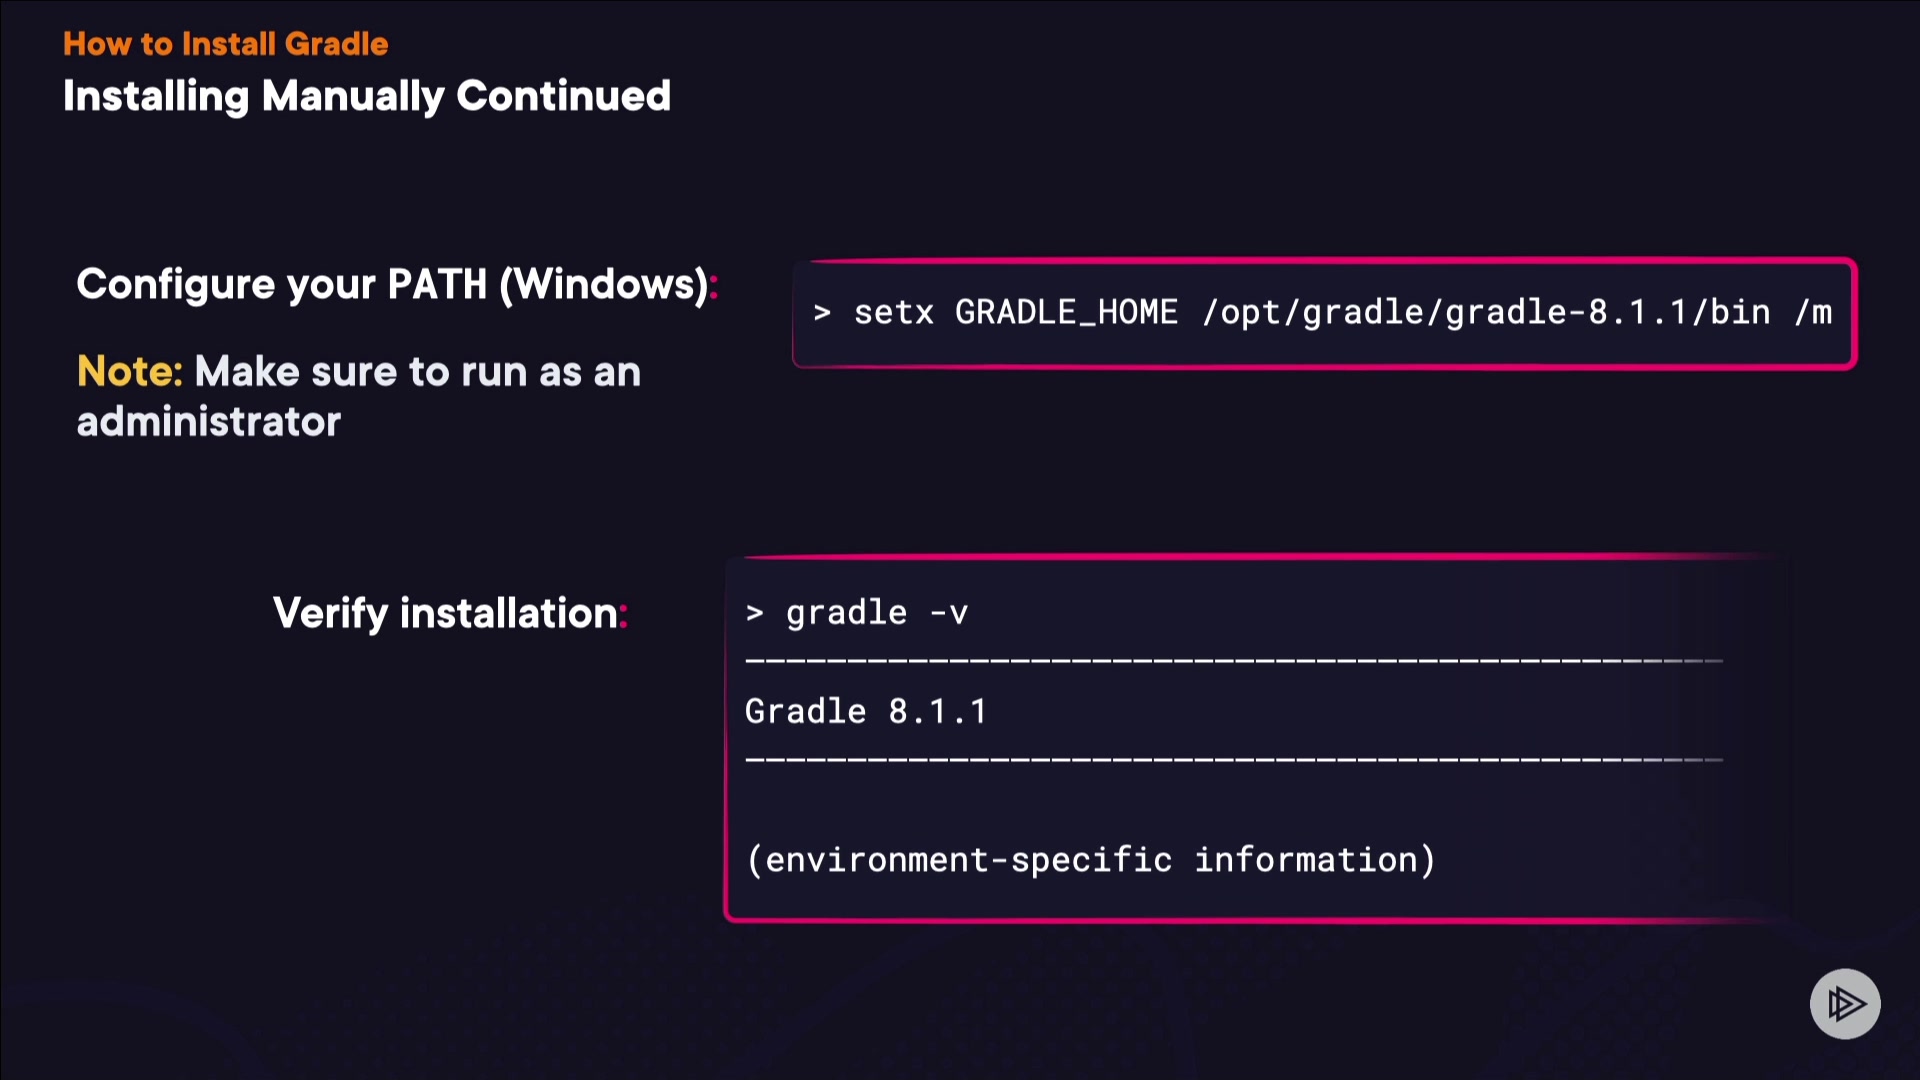 How to Install Gradle
Installing Manually Continued
Configure your PATH (Windows):
> setx GRADLE_HOME /opt/gradle/gradle-8.1.1/bin /m
Note: Make sure to run as an
administrator
Verify installation:
> gradle -v
------------------------------------------------
Gradle 8.1.1
------------------------------------------------
(environment-specific information)